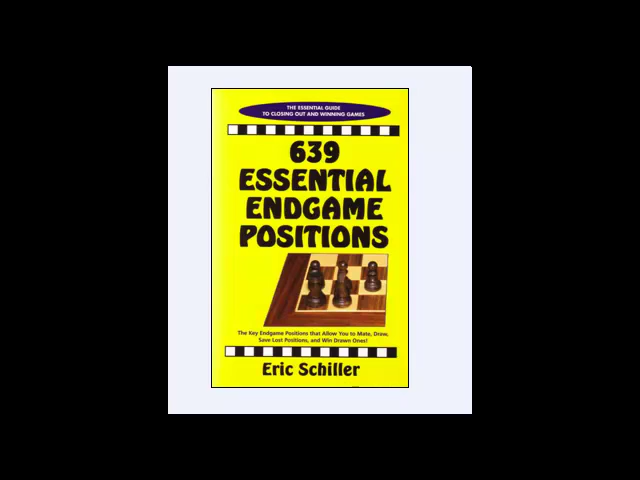 THE ESSENTIAL GUIDE
TO CLOSING OUT AND WINNING GAMES
639
ESSENTIAL
ENDGAME
POSITIONS
The Key Endgame Positions that Allow You to Mate, Draw,
Save Lost Positions, and Win Drawn Ones!
Eric Schiller